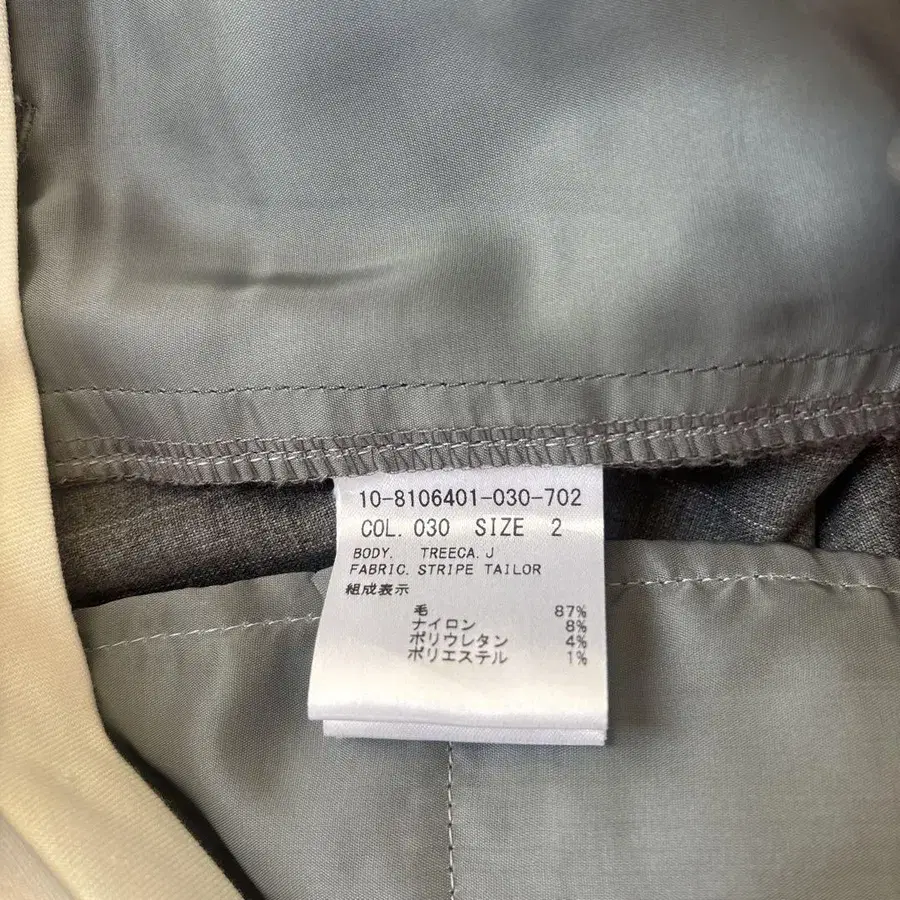 10-8106401-030-702
COL. 030 SIZE 2
BODY. TREECA. J
FABRIC. STRIPE TAILOR
組成表示
毛 87%
ナイロン 8%
ポリウレタン 4%
ポリエステル 1%